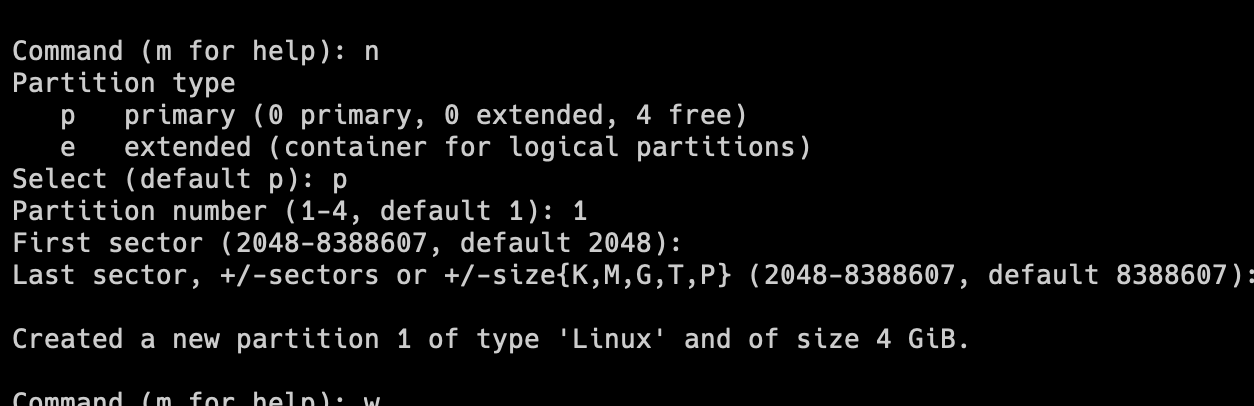 Command (m for help): n
Partition type
   p   primary (0 primary, 0 extended, 4 free)
   e   extended (container for logical partitions)
Select (default p): p
Partition number (1-4, default 1): 1
First sector (2048-8388607, default 2048):
Last sector, +/-sectors or +/-size{K,M,G,T,P} (2048-8388607, default 8388607):
Created a new partition 1 of type 'Linux' and of size 4 GiB.
Command (m for help): w